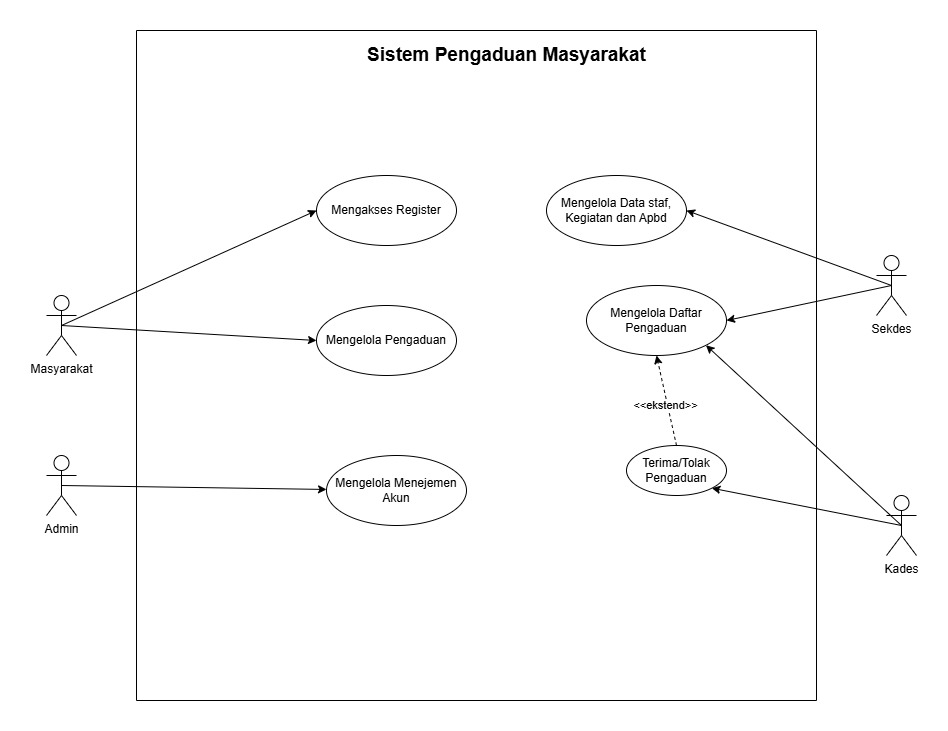 Sistem Pengaduan Masyarakat
Mengakses Register
Mengelola Data staf,
Kegiatan dan Apbd
Mengelola Daftar
Pengaduan
Sekdes
Mengelola Pengaduan
Masyarakat
<<ekstend>>
Terima/Tolak
Pengaduan
Mengelola Menejemen
Akun
Admin
Kades